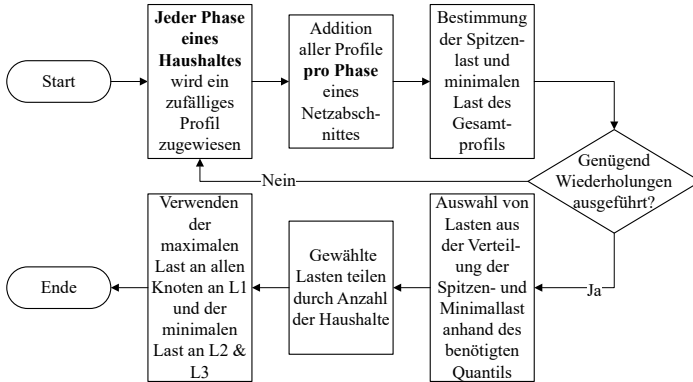 Start
Jeder Phase
eines
Haushaltes
wird ein
zufälliges
Profil
zugewiesen
Addition
aller Profile
pro Phase
eines
Netzabsch-
nittes
Bestimmung
der Spitzen-
last und
minimalen
Last des
Gesamt-
profils
Genügend
Wiederholungen
ausgeführt?
Nein
Ja
Auswahl von
Lasten aus
der Vertei-
lung der
Spitzen- und
Minimallast
anhand des
benötigten
Quantils
Gewählte
Lasten teilen
durch Anzahl
der Haushalte
Verwenden
der
maximalen
Last an allen
Knoten an L1
und der
minimalen
Last an L2 &
L3
Ende